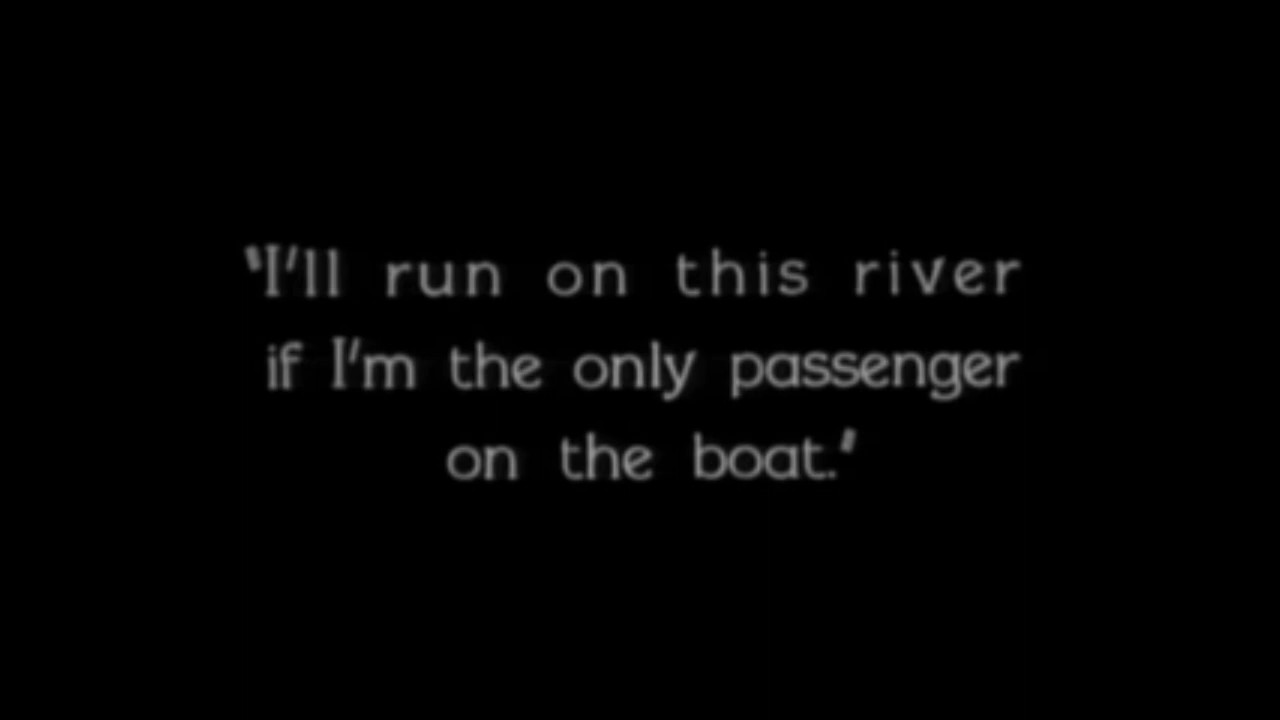 "I'll run on this river
if I'm the only passenger
on the boat."